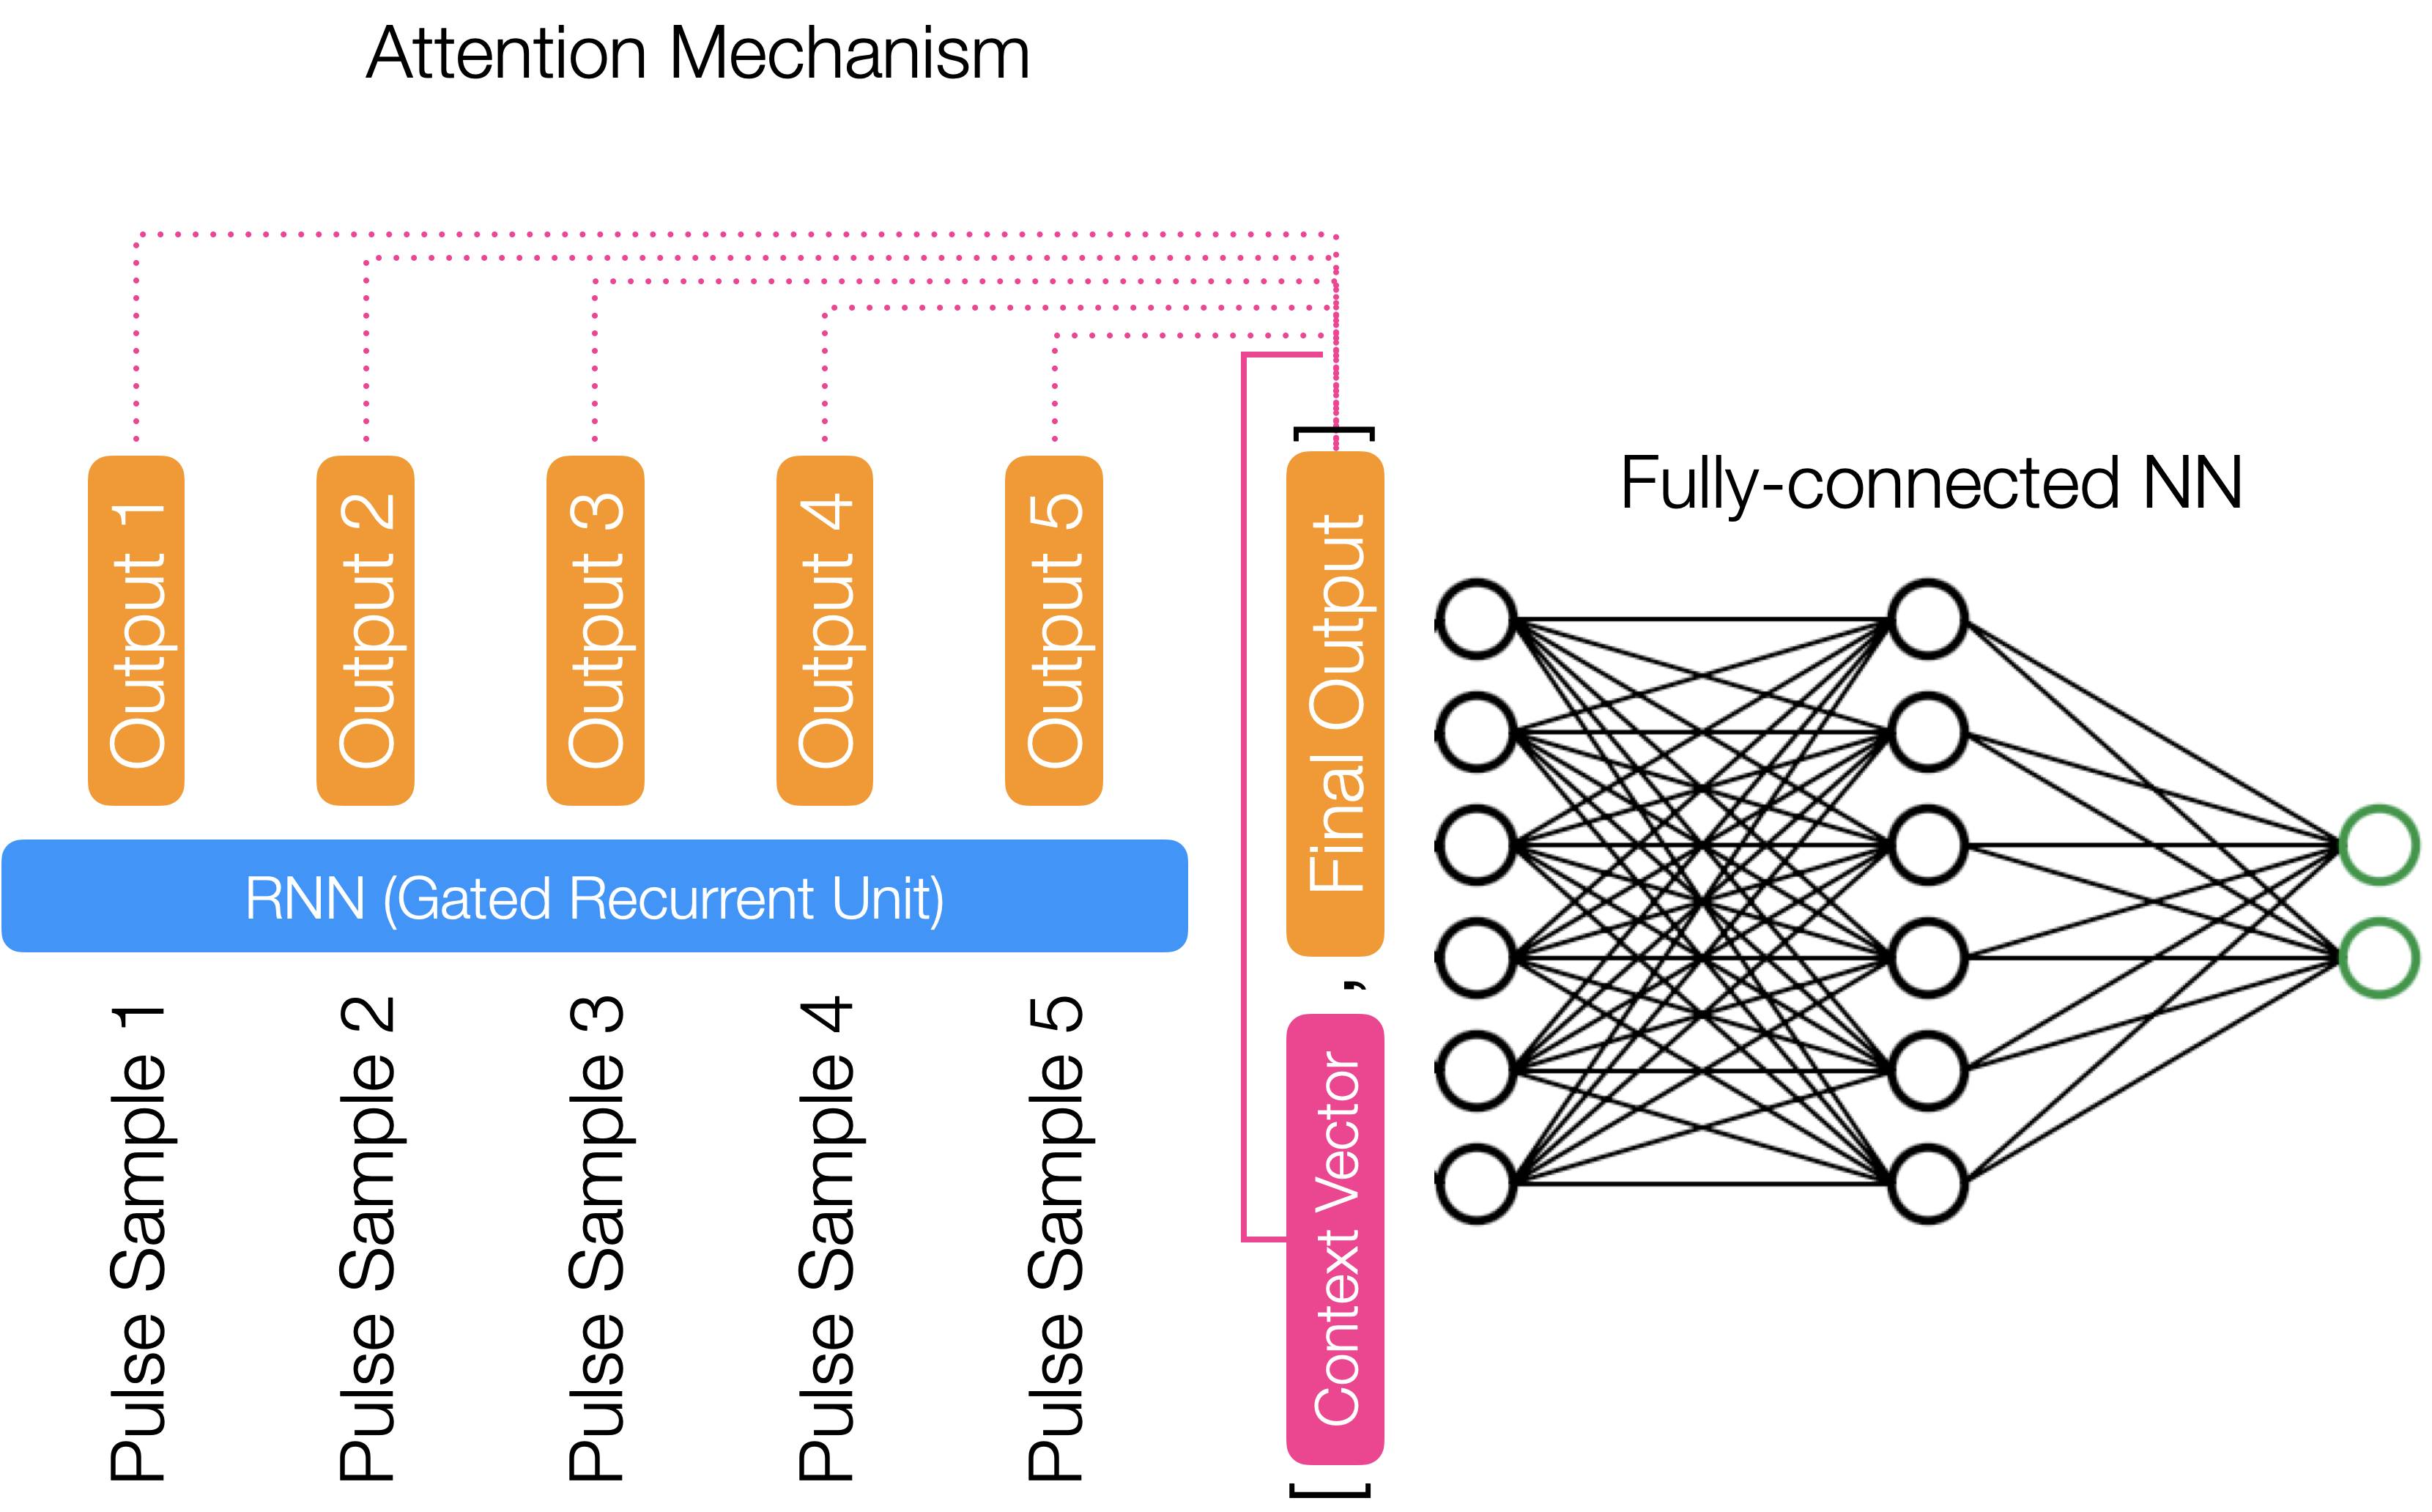 Attention Mechanism
Output 1
Output 2
Output 3
Output 4
Output 5
RNN (Gated Recurrent Unit)
Pulse Sample 1
Pulse Sample 2
Pulse Sample 3
Pulse Sample 4
Pulse Sample 5
[ Context Vector , Final Output ]
Fully-connected NN